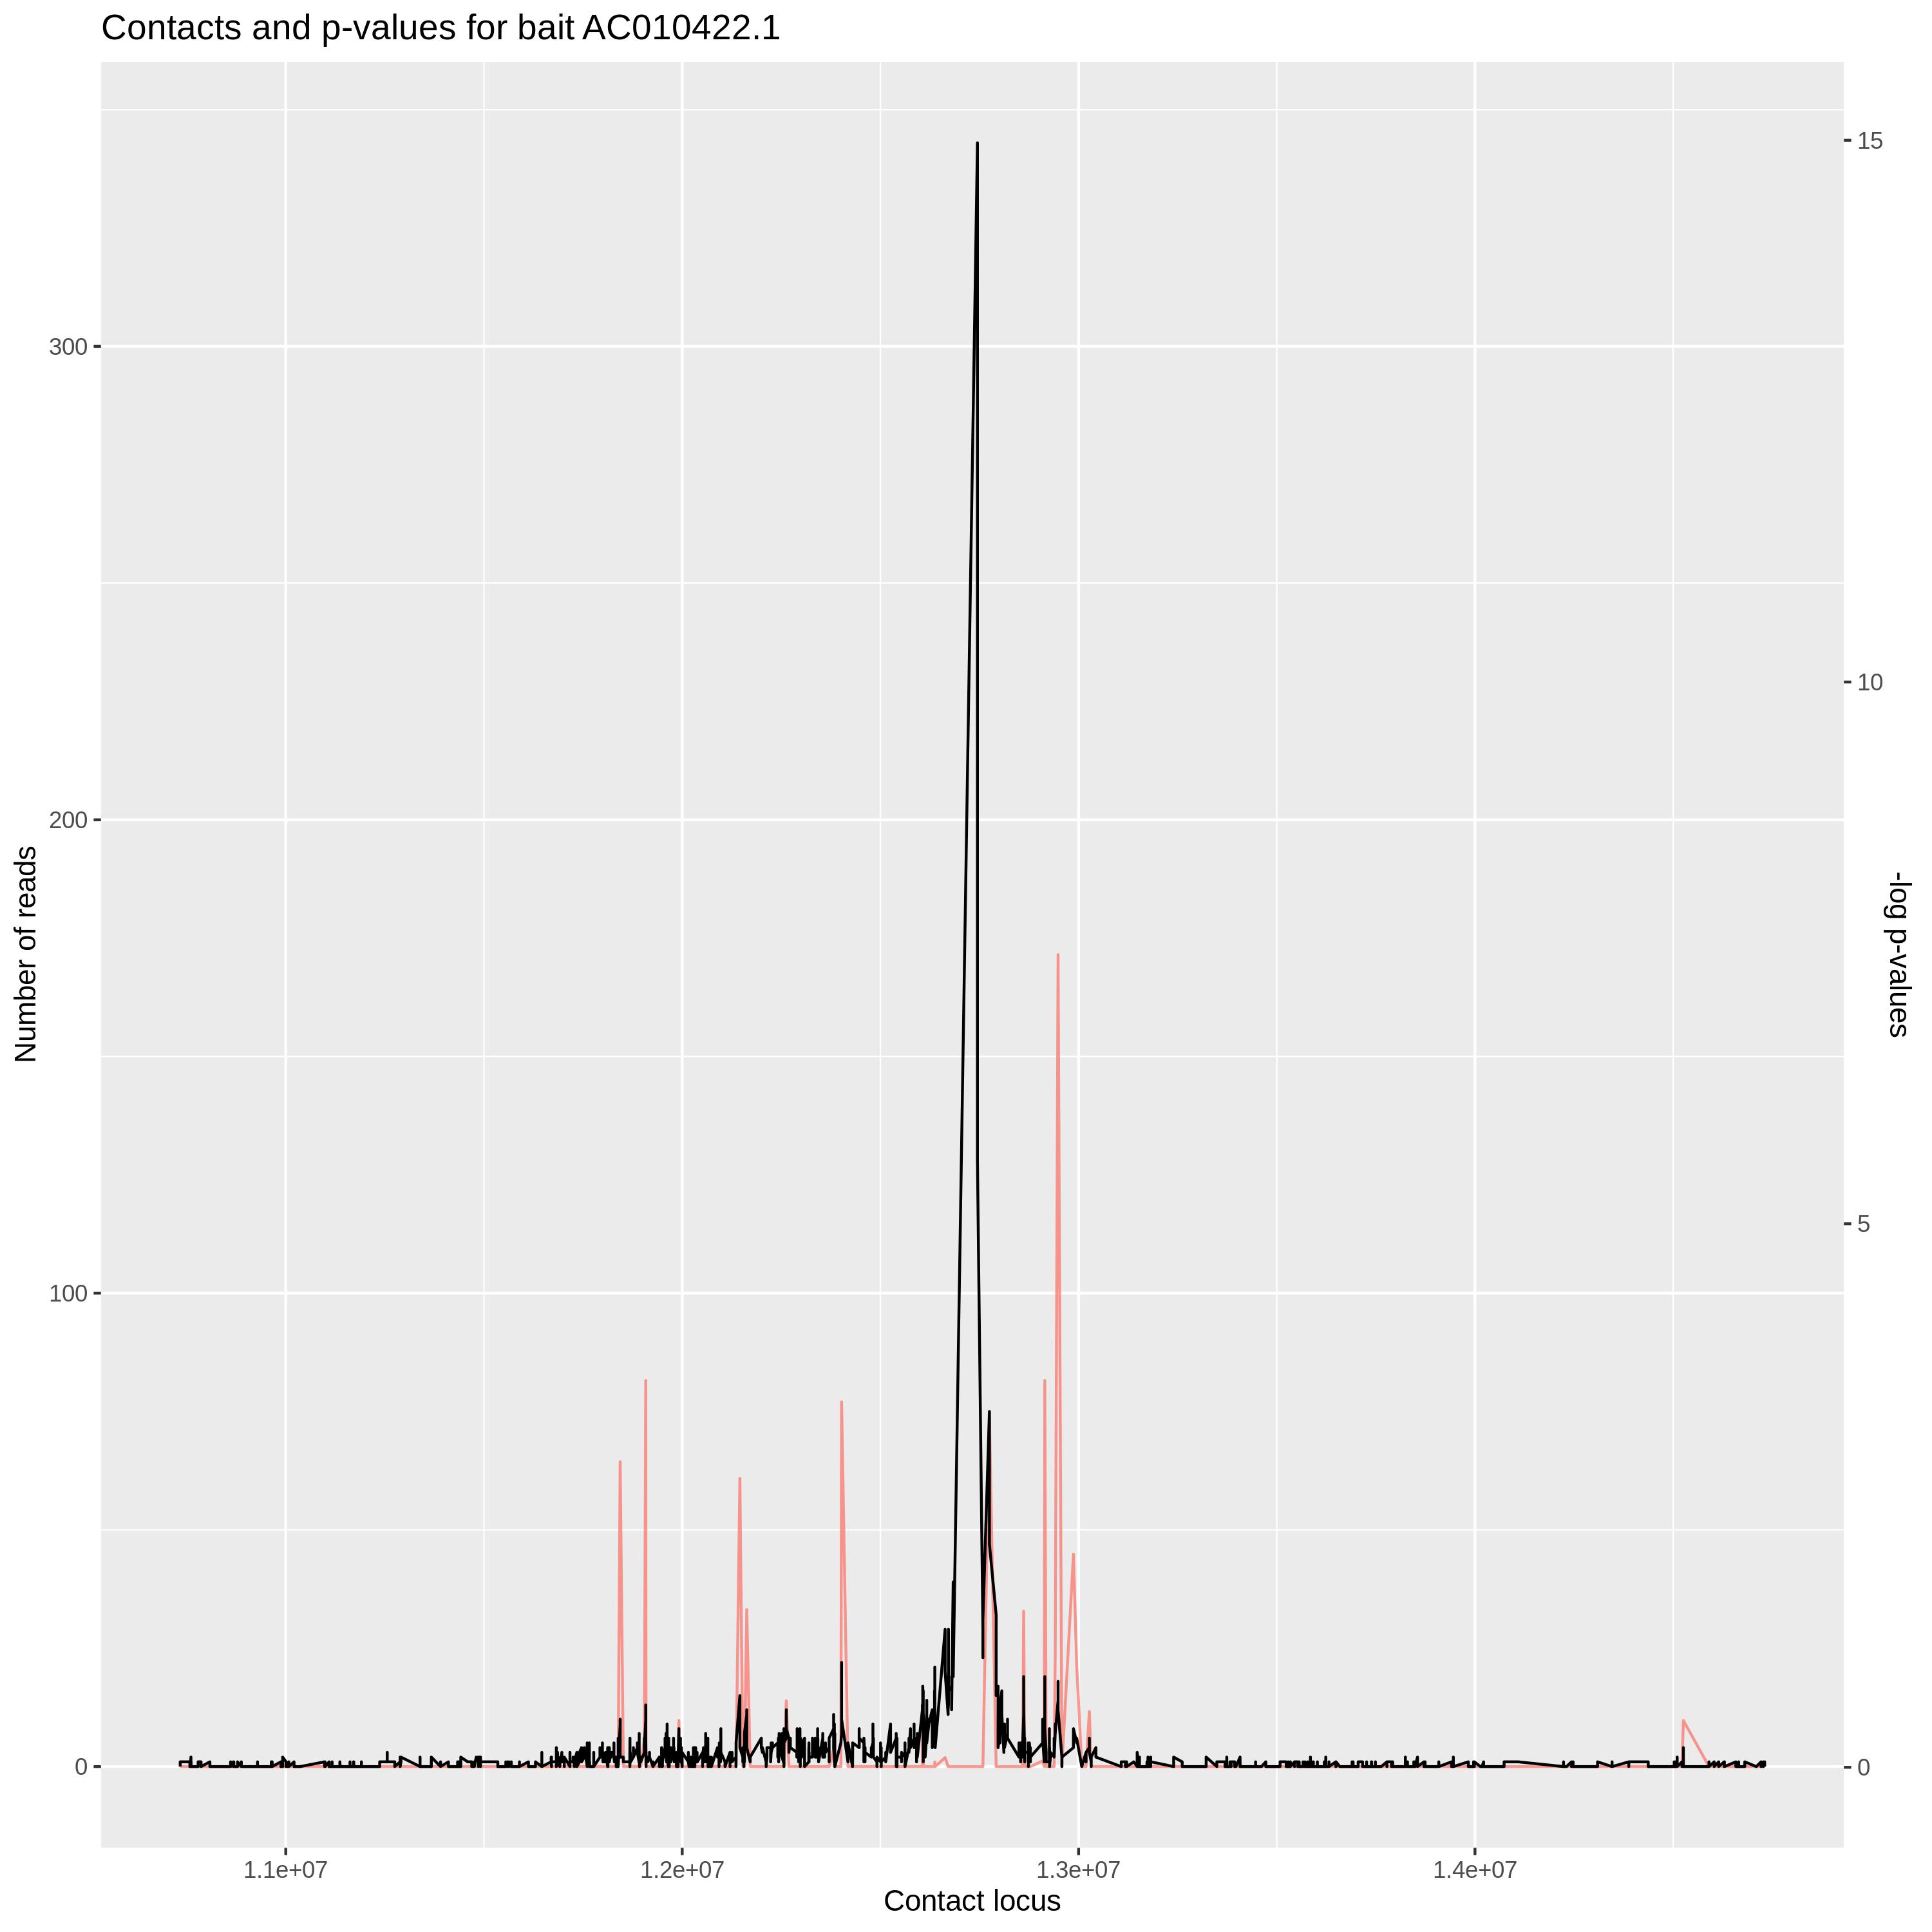 Contacts and p-values for bait AC010422.1
Number of reads
300
200
100
0
15
10
5
0
-log p-values
1.1e+07 1.2e+07 1.3e+07 1.4e+07
Contact locus